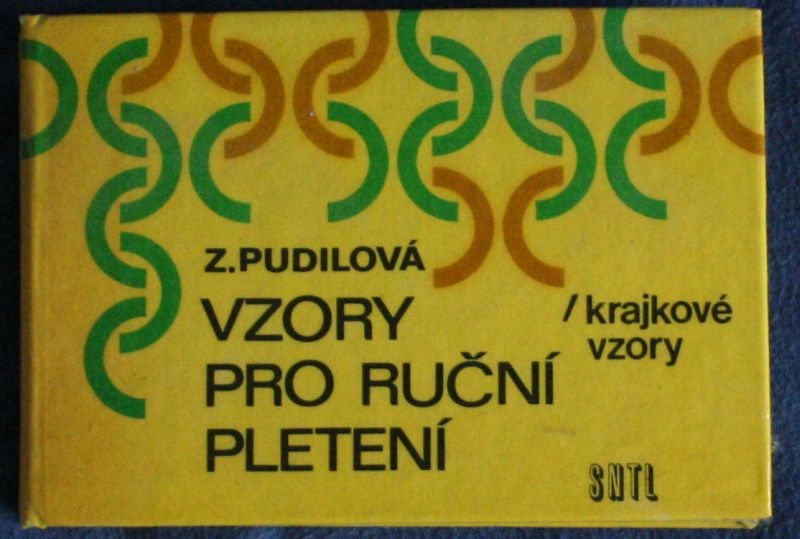 Z.PUDILOVÁ
VZORY
PRO RUČNÍ
PLETENÍ
/ krajkové
vzory
SNTL